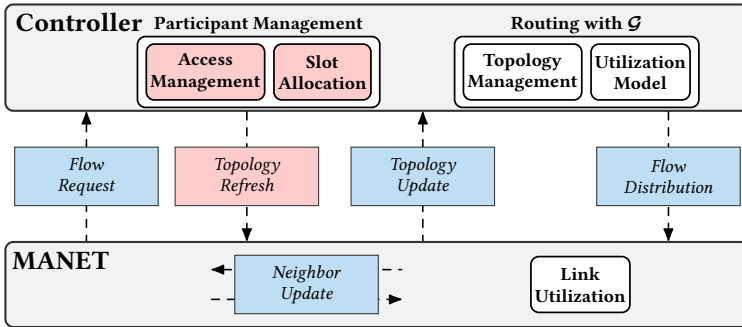 Controller
Participant Management
Routing with 𝒢
Access
Management
Slot
Allocation
Topology
Management
Utilization
Model
Flow
Request
Topology
Refresh
Topology
Update
Flow
Distribution
MANET
Neighbor
Update
Link
Utilization